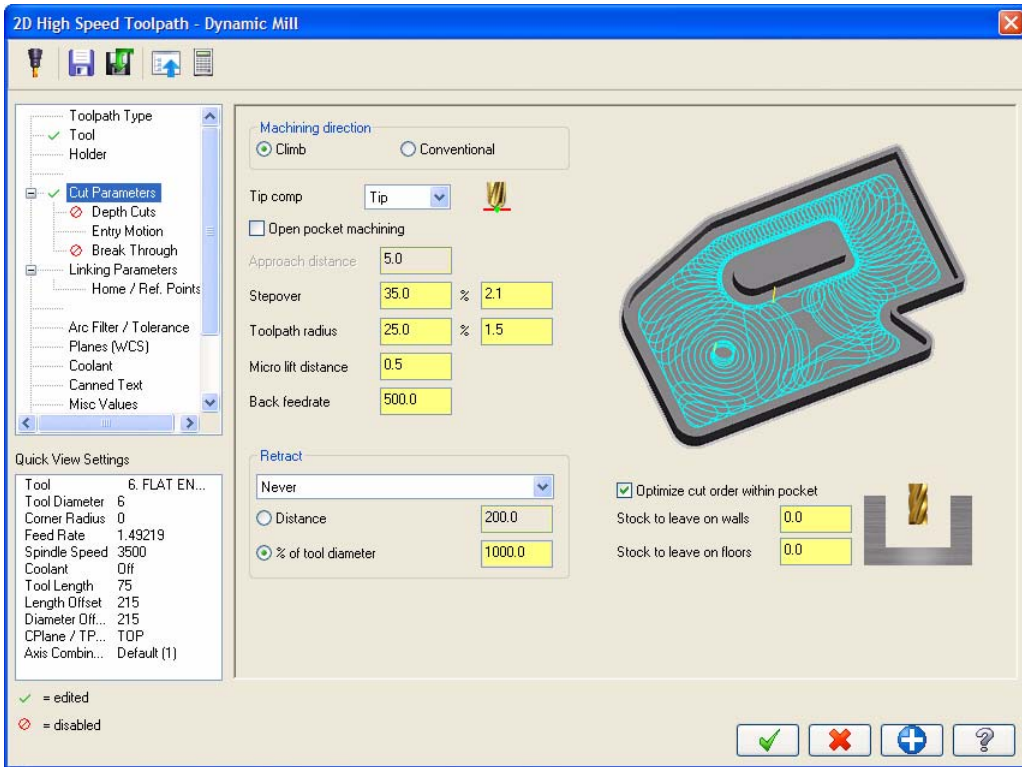 2D High Speed Toolpath - Dynamic Mill
Toolpath Type
Tool
Holder
Cut Parameters
Depth Cuts
Entry Motion
Break Through
Linking Parameters
Home / Ref. Points
Arc Filter / Tolerance
Planes (WCS)
Coolant
Canned Text
Misc Values
Quick View Settings
Tool 6. FLAT EN...
Tool Diameter 6
Corner Radius 0
Feed Rate 1.49219
Spindle Speed 3500
Coolant Off
Tool Length 75
Length Offset 215
Diameter Off... 215
CPlane / TP... TOP
Axis Combin... Default (1)
= edited
= disabled
Machining direction
Climb Conventional
Tip comp Tip
Open pocket machining
Approach distance 5.0
Stepover 35.0 % 2.1
Toolpath radius 25.0 % 1.5
Micro lift distance 0.5
Back feedrate 500.0
Retract
Never
Distance 200.0
% of tool diameter 1000.0
Optimize cut order within pocket
Stock to leave on walls 0.0
Stock to leave on floors 0.0